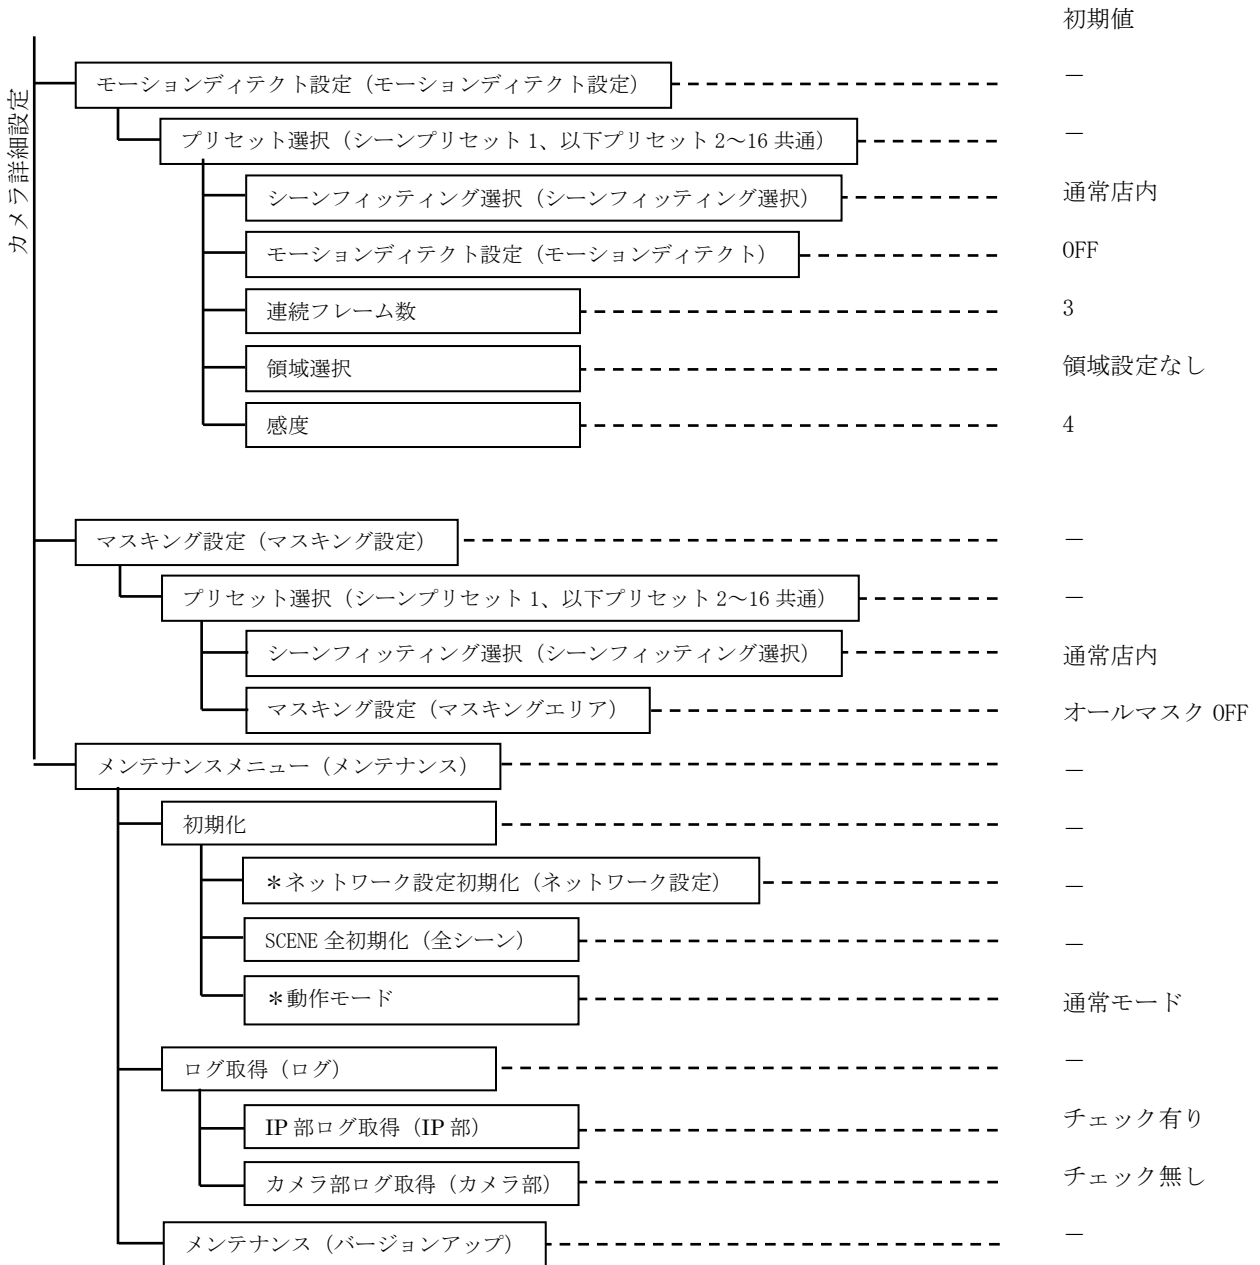 初期値
カメラ詳細設定
モーションディテクト設定（モーションディテクト設定） －
プリセット選択（シーンプリセット 1、以下プリセット 2～16 共通） －
シーンフィッティング選択（シーンフィッティング選択） 通常店内
モーションディテクト設定（モーションディテクト） OFF
連続フレーム数 3
領域選択 領域設定なし
感度 4
マスキング設定（マスキング設定） －
プリセット選択（シーンプリセット 1、以下プリセット 2～16 共通） －
シーンフィッティング選択（シーンフィッティング選択） 通常店内
マスキング設定（マスキングエリア） オールマスク OFF
メンテナンスメニュー（メンテナンス） －
初期化 －
＊ネットワーク設定初期化（ネットワーク設定） －
SCENE 全初期化（全シーン） －
＊動作モード 通常モード
ログ取得（ログ） －
IP 部ログ取得（IP 部） チェック有り
カメラ部ログ取得（カメラ部） チェック無し
メンテナンス（バージョンアップ） －